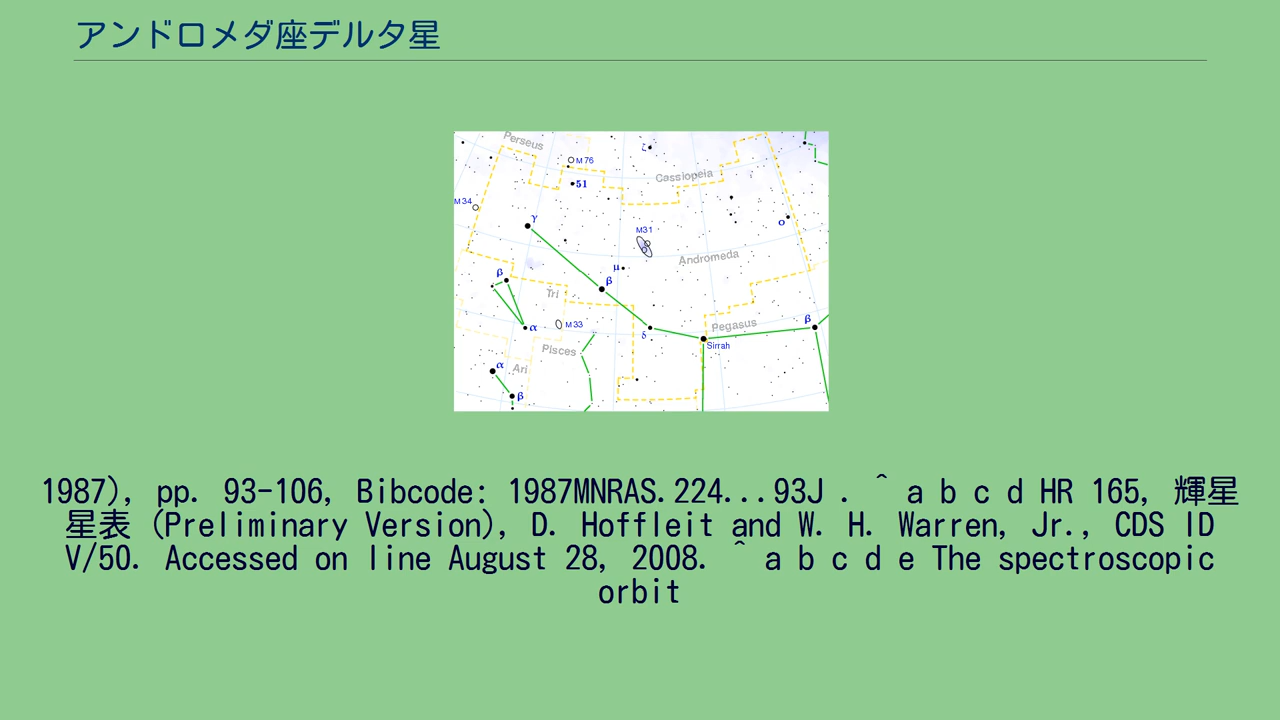 アンドロメダ座デルタ星
Perseus
M 76
ζ
51
Cassiopeia
M 34
γ
M31
ο
Andromeda
μ
β
β
Tri
α
M 33
δ
Pegasus
β
Sirrah
Pisces
α
Ari
β
1987), pp. 93-106, Bibcode: 1987MNRAS.224...93J . ^ a b c d HR 165, 輝星
星表 (Preliminary Version), D. Hoffleit and W. H. Warren, Jr., CDS ID
V/50. Accessed on line August 28, 2008. ^ a b c d e The spectroscopic
orbit